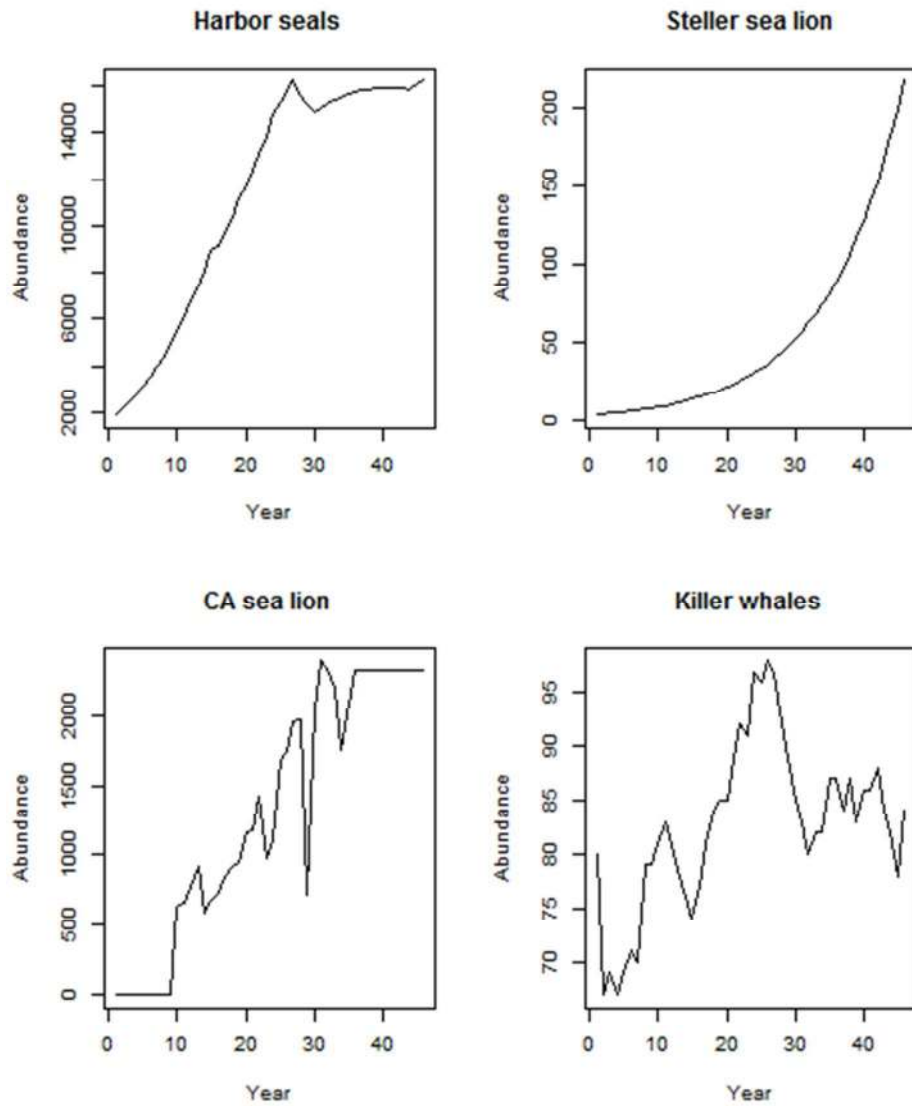 Harbor seals
Abundance
14000
10000
6000
2000
0 10 20 30 40
Year
Steller sea lion
Abundance
200
150
100
50
0
0 10 20 30 40
Year
CA sea lion
Abundance
2000
1500
1000
500
0
0 10 20 30 40
Year
Killer whales
Abundance
95
90
85
80
75
70
0 10 20 30 40
Year